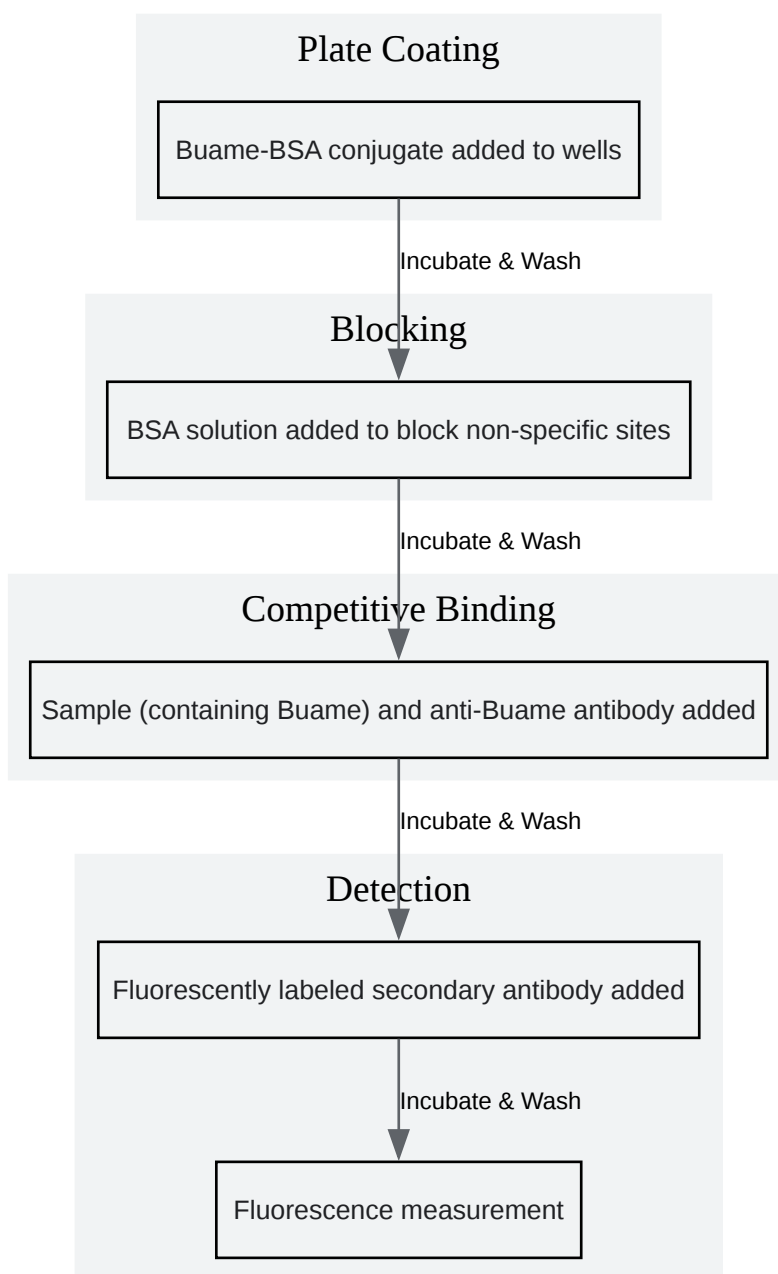 Plate Coating
Buame-BSA conjugate added to wells
Incubate & Wash
Blocking
BSA solution added to block non-specific sites
Incubate & Wash
Competitive Binding
Sample (containing Buame) and anti-Buame antibody added
Incubate & Wash
Detection
Fluorescently labeled secondary antibody added
Incubate & Wash
Fluorescence measurement